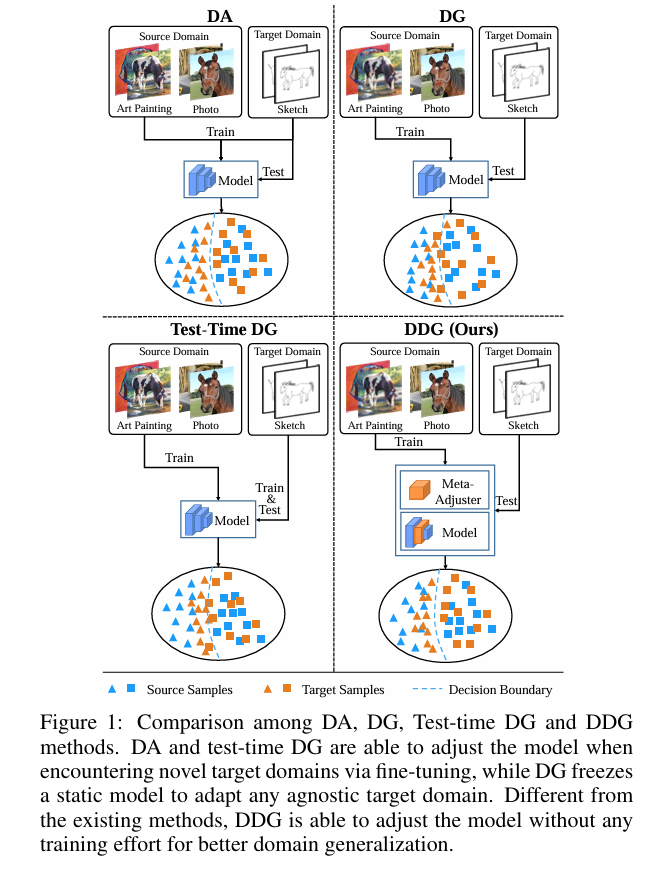 DA
Source Domain
Target Domain
Art Painting
Photo
Sketch
Train
Test
Model
DG
Source Domain
Target Domain
Art Painting
Photo
Sketch
Train
Test
Model
Test-Time DG
Source Domain
Target Domain
Art Painting
Photo
Sketch
Train
Train
&
Test
Model
DDG (Ours)
Source Domain
Target Domain
Art Painting
Photo
Sketch
Train
Meta-
Adjuster
Test
Model
Source Samples
Target Samples
Decision Boundary
Figure 1: Comparison among DA, DG, Test-time DG and DDG
methods. DA and test-time DG are able to adjust the model when
encountering novel target domains via fine-tuning, while DG freezes
a static model to adapt any agnostic target domain. Different from
the existing methods, DDG is able to adjust the model without any
training effort for better domain generalization.